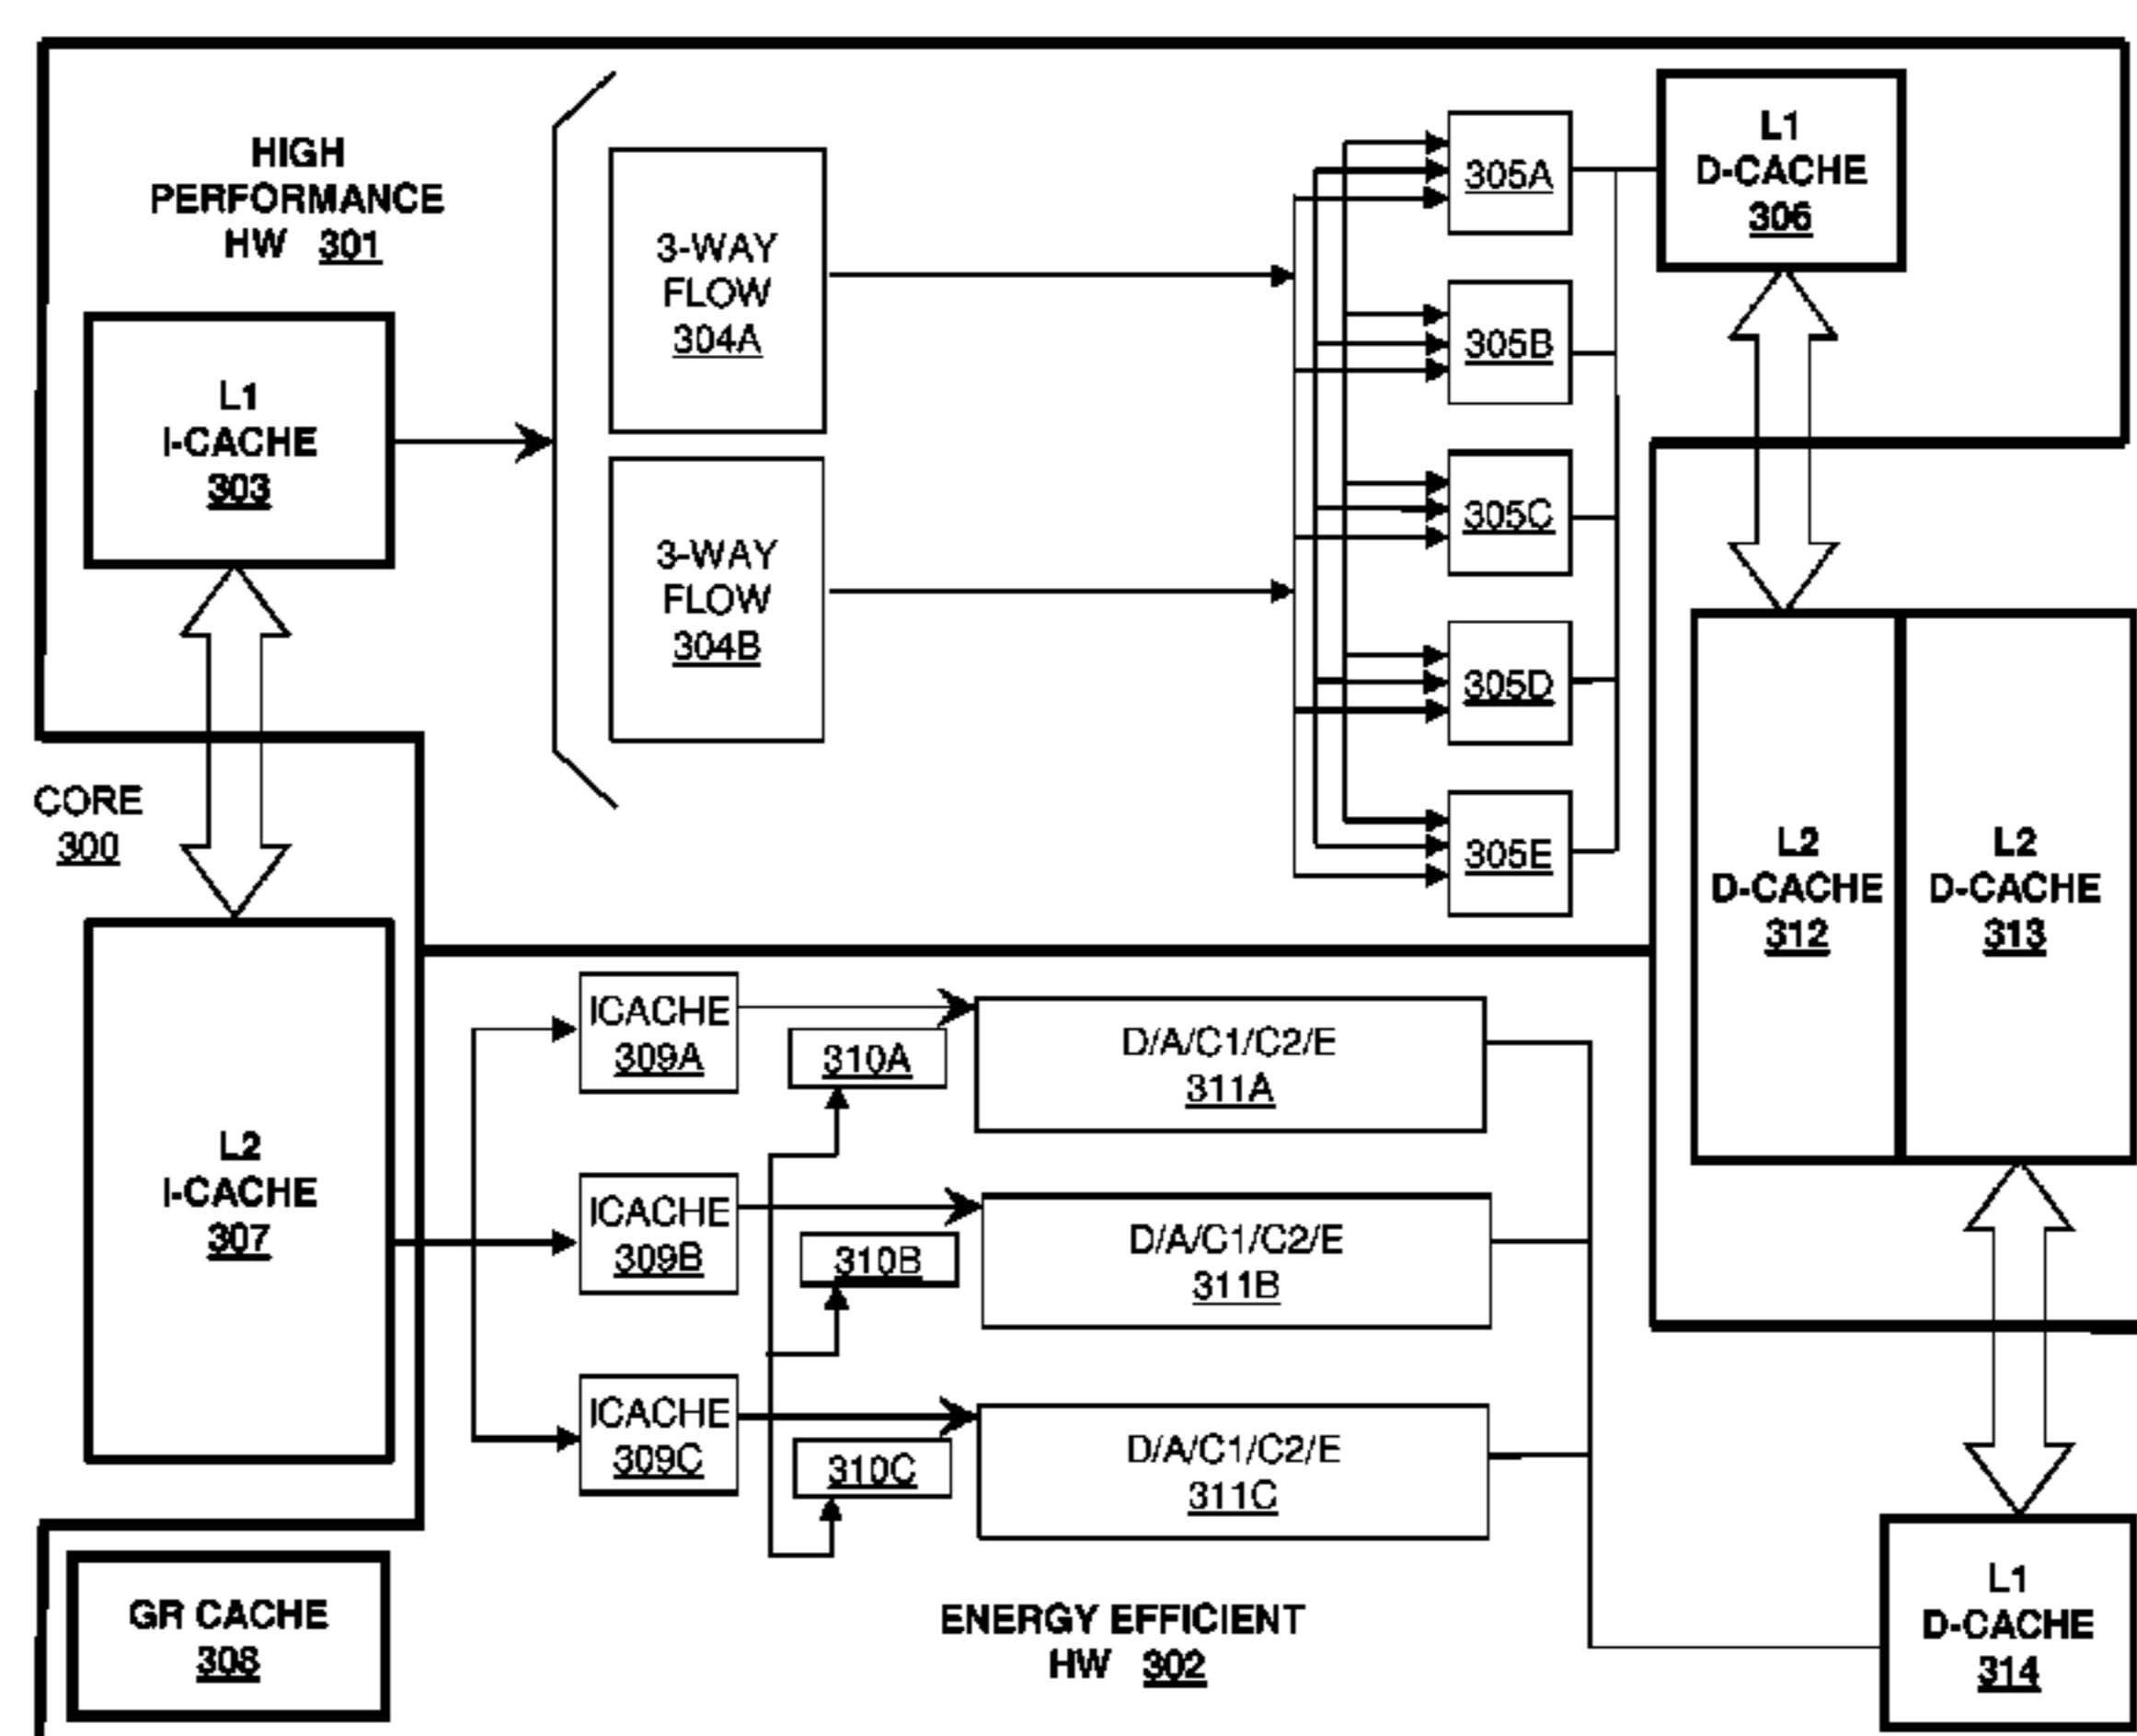 HIGH
PERFORMANCE
HW 301
L1
I-CACHE
303
3-WAY
FLOW
304A
3-WAY
FLOW
304B
305A
305B
305C
305D
305E
L1
D-CACHE
306
CORE
300
L2
I-CACHE
307
L2
D-CACHE
312
L2
D-CACHE
313
ICACHE
309A
310A
D/A/C1/C2/E
311A
ICACHE
309B
310B
D/A/C1/C2/E
311B
ICACHE
309C
310C
D/A/C1/C2/E
311C
GR CACHE
308
ENERGY EFFICIENT
HW 302
L1
D-CACHE
314